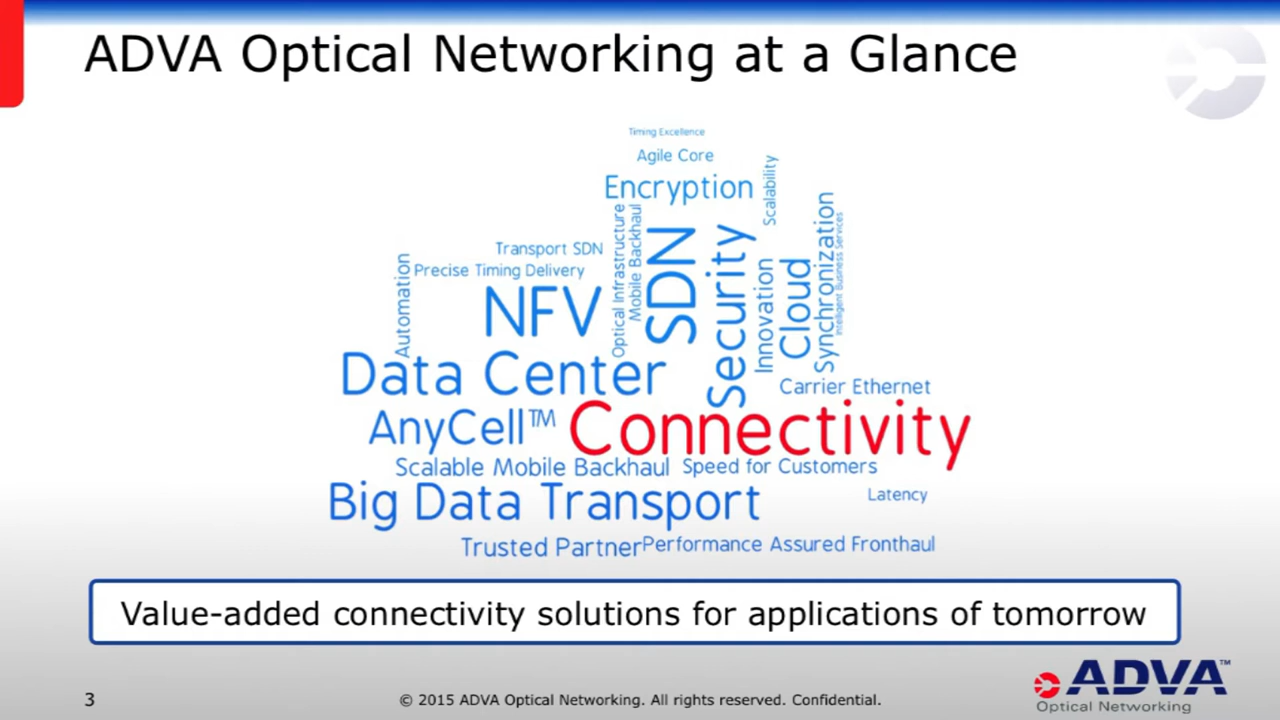 ADVA Optical Networking at a Glance
Timing Excellence
Agile Core
Encryption
Scalability
Optical Infrastructure
Mobile Backhaul
SDN
Security
Innovation
Cloud
Synchronization
Intelligent Business Services
Transport SDN
Precise Timing Delivery
Automation
NFV
Data Center
Carrier Ethernet
AnyCell™
Connectivity
Scalable Mobile Backhaul
Speed for Customers
Big Data Transport
Latency
Trusted Partner
Performance Assured Fronthaul
Value-added connectivity solutions for applications of tomorrow
3
© 2015 ADVA Optical Networking. All rights reserved. Confidential.
ADVA™
Optical Networking